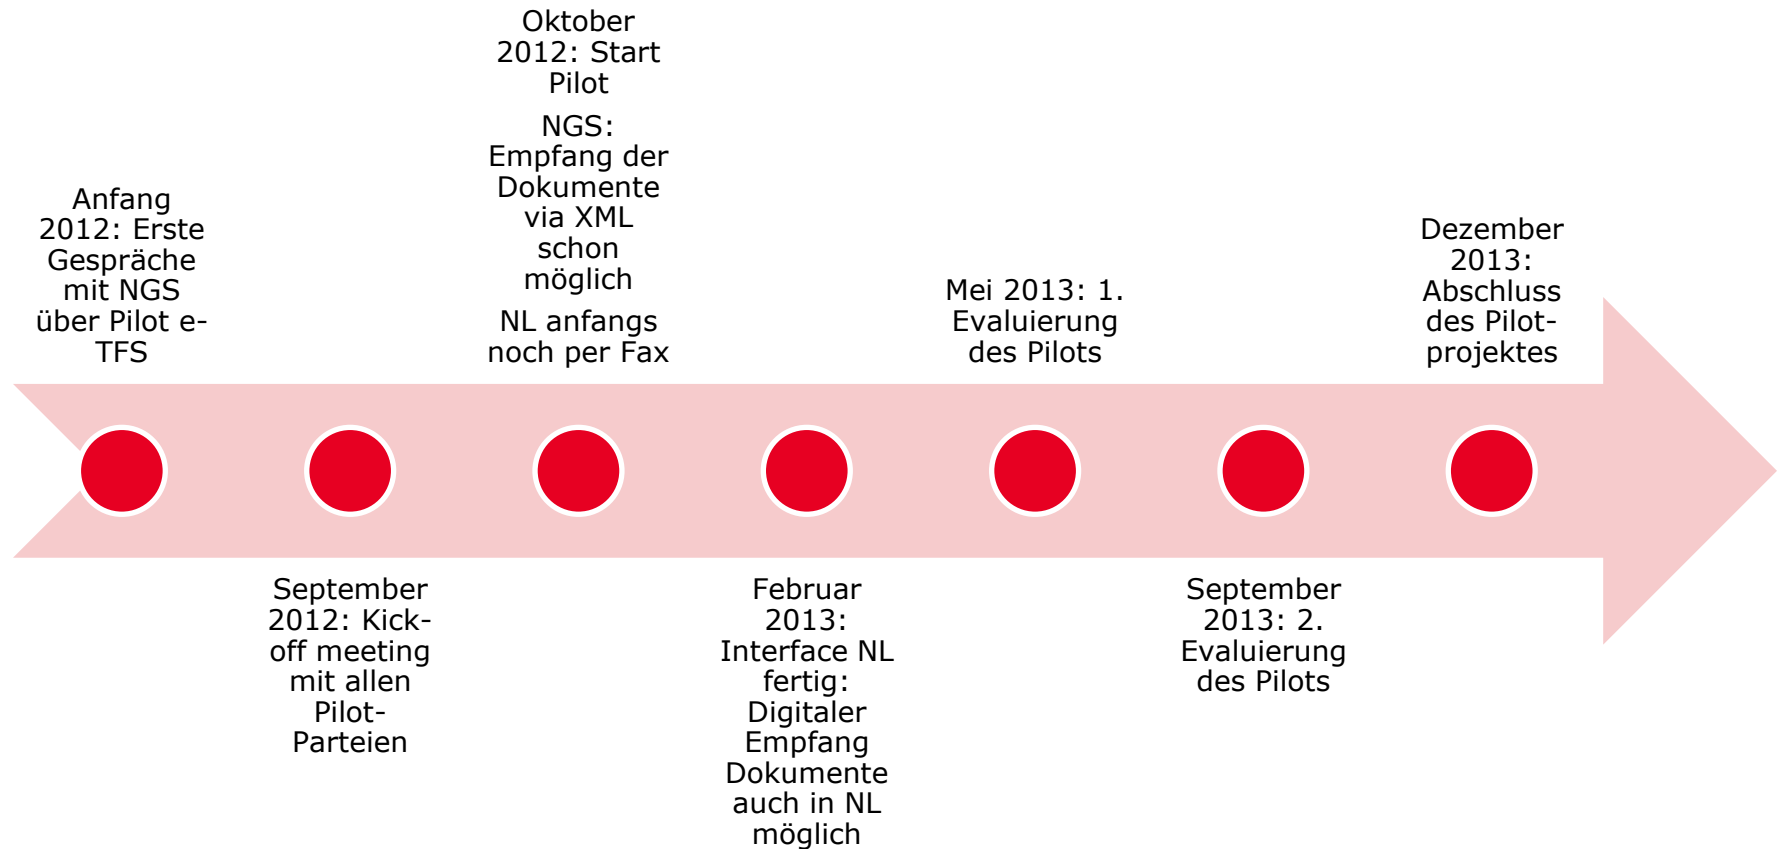 Anfang
2012: Erste
Gespräche
mit NGS
über Pilot e-
TFS
September
2012: Kick-
off meeting
mit allen
Pilot-
Parteien
Oktober
2012: Start
Pilot
NGS:
Empfang der
Dokumente
via XML
schon
möglich
NL anfangs
noch per Fax
Februar
2013:
Interface NL
fertig:
Digitaler
Empfang
Dokumente
auch in NL
möglich
Mei 2013: 1.
Evaluierung
des Pilots
September
2013: 2.
Evaluierung
des Pilots
Dezember
2013:
Abschluss
des Pilot-
projektes